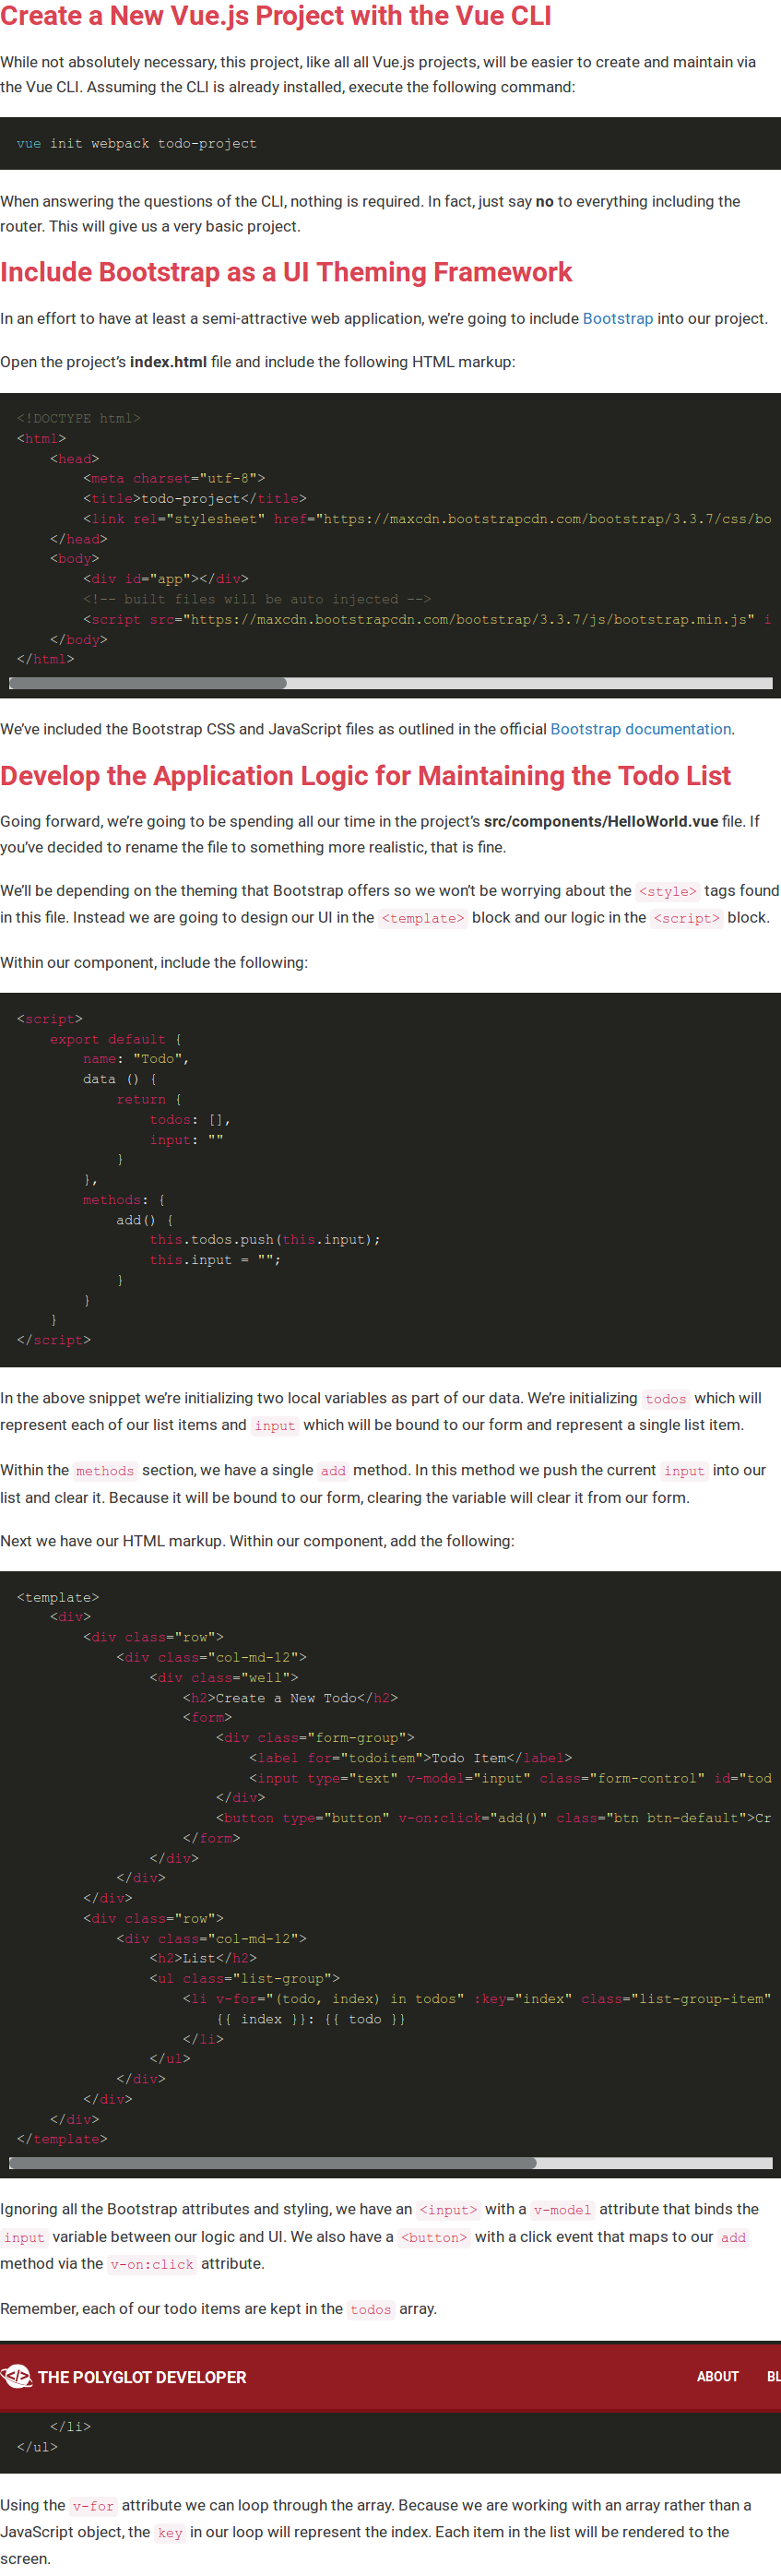 Create a New Vue.js Project with the Vue CLI
While not absolutely necessary, this project, like all all Vue.js projects, will be easier to create and maintain via
the Vue CLI. Assuming the CLI is already installed, execute the following command:
vue init webpack todo-project
When answering the questions of the CLI, nothing is required. In fact, just say no to everything including the
router. This will give us a very basic project.
Include Bootstrap as a UI Theming Framework
In an effort to have at least a semi-attractive web application, we’re going to include Bootstrap into our project.
Open the project’s index.html file and include the following HTML markup:
<!DOCTYPE html>
<html>
    <head>
        <meta charset="utf-8">
        <title>todo-project</title>
        <link rel="stylesheet" href="https://maxcdn.bootstrapcdn.com/bootstrap/3.3.7/css/bo
    </head>
    <body>
        <div id="app"></div>
        <!-- built files will be auto injected -->
        <script src="https://maxcdn.bootstrapcdn.com/bootstrap/3.3.7/js/bootstrap.min.js" i
    </body>
</html>
We’ve included the Bootstrap CSS and JavaScript files as outlined in the official Bootstrap documentation.
Develop the Application Logic for Maintaining the Todo List
Going forward, we’re going to be spending all our time in the project’s src/components/HelloWorld.vue file. If
you’ve decided to rename the file to something more realistic, that is fine.
We’ll be depending on the theming that Bootstrap offers so we won’t be worrying about the <style> tags found
in this file. Instead we are going to design our UI in the <template> block and our logic in the <script> block.
Within our component, include the following:
<script>
    export default {
        name: "Todo",
        data () {
            return {
                todos: [],
                input: ""
            }
        },
        methods: {
            add() {
                this.todos.push(this.input);
                this.input = "";
            }
        }
    }
</script>
In the above snippet we’re initializing two local variables as part of our data. We’re initializing todos which will
represent each of our list items and input which will be bound to our form and represent a single list item.
Within the methods section, we have a single add method. In this method we push the current input into our
list and clear it. Because it will be bound to our form, clearing the variable will clear it from our form.
Next we have our HTML markup. Within our component, add the following:
<template>
    <div>
        <div class="row">
            <div class="col-md-12">
                <div class="well">
                    <h2>Create a New Todo</h2>
                    <form>
                        <div class="form-group">
                            <label for="todoitem">Todo Item</label>
                            <input type="text" v-model="input" class="form-control" id="tod
                        </div>
                        <button type="button" v-on:click="add()" class="btn btn-default">Cr
                    </form>
                </div>
            </div>
        </div>
        <div class="row">
            <div class="col-md-12">
                <h2>List</h2>
                <ul class="list-group">
                    <li v-for="(todo, index) in todos" :key="index" class="list-group-item"
                        {{ index }}: {{ todo }}
                    </li>
                </ul>
            </div>
        </div>
    </div>
</template>
Ignoring all the Bootstrap attributes and styling, we have an <input> with a v-model attribute that binds the
input variable between our logic and UI. We also have a <button> with a click event that maps to our add
method via the v-on:click attribute.
Remember, each of our todo items are kept in the todos array.
THE POLYGLOT DEVELOPER ABOUT BL
    </li>
</ul>
Using the v-for attribute we can loop through the array. Because we are working with an array rather than a
JavaScript object, the key in our loop will represent the index. Each item in the list will be rendered to the
screen.